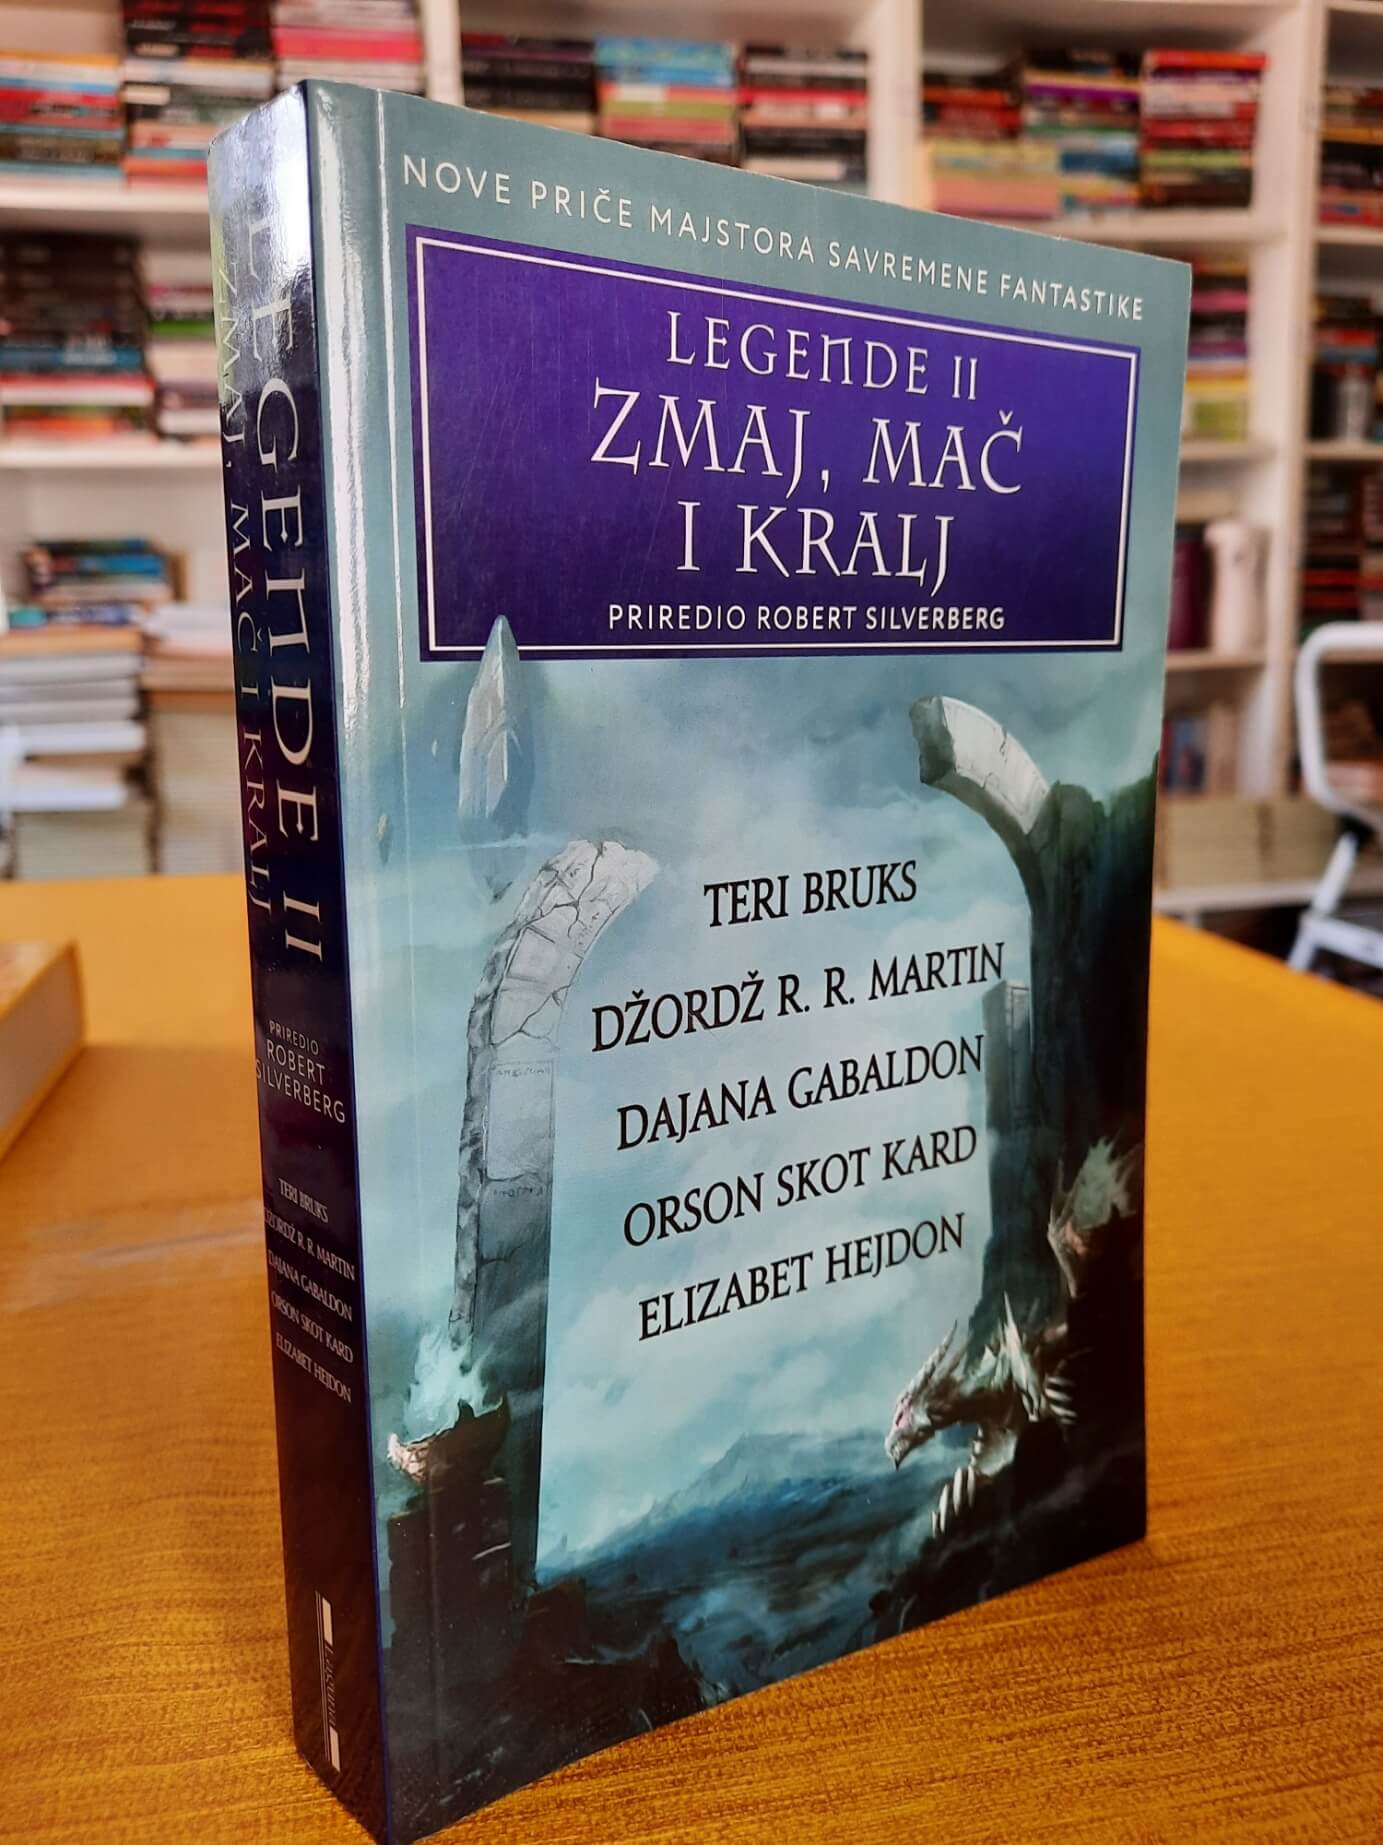 NOVE PRIČE MAJSTORA SAVREMENE FANTASTIKE
LEGENDE II
ZMAJ, MAČ
I KRALJ
PRIREDIO ROBERT SILVERBERG
TERI BRUKS
DŽORDŽ R. R. MARTIN
DAJANA GABALDON
ORSON SKOT KARD
ELIZABET HEJDON
LEGENDE II
ZMAJ, MAČ I KRALJ
PRIREDIO
ROBERT
SILVERBERG
TERI BRUKS
DŽORDŽ R. R. MARTIN
DAJANA GABALDON
ORSON SKOT KARD
ELIZABET HEJDON
Laguna